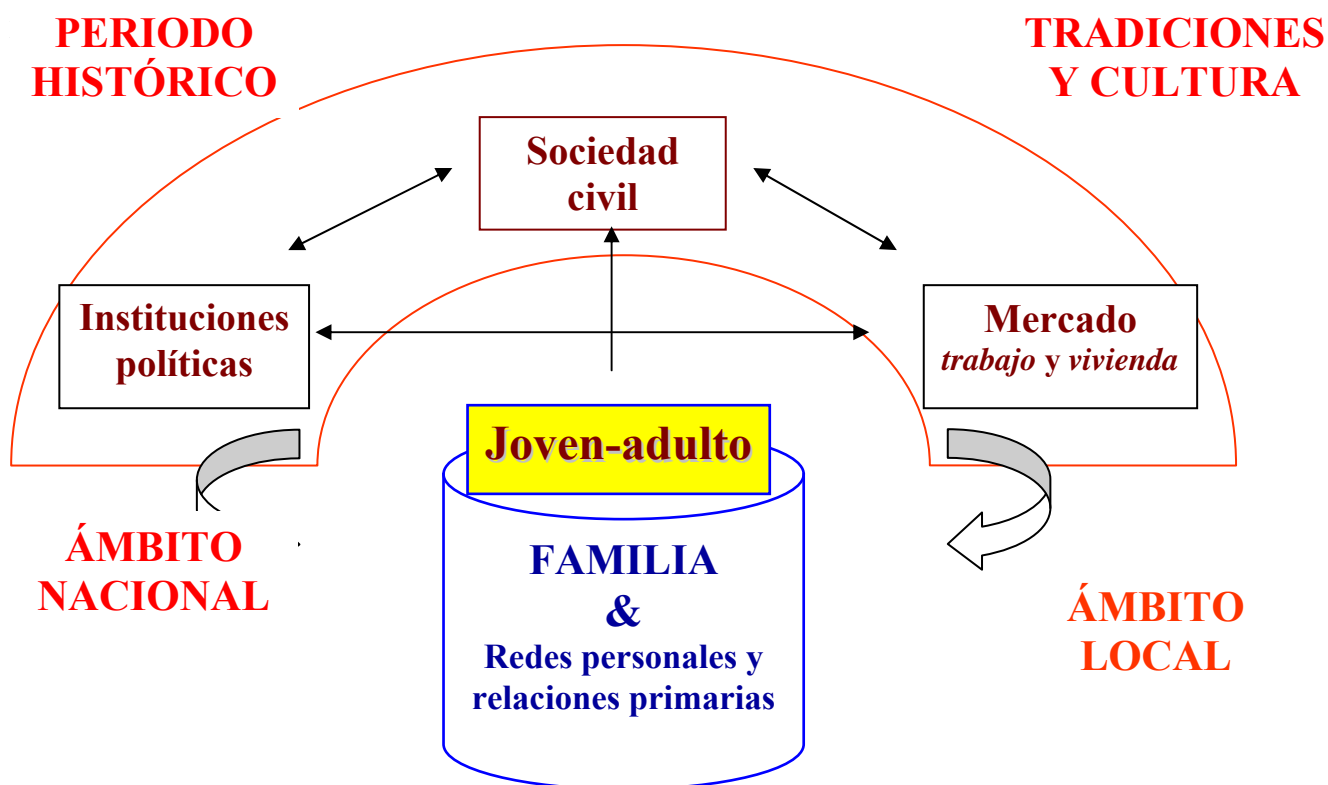 PERIODO
HISTÓRICO
TRADICIONES
Y CULTURA
Sociedad
civil
Instituciones
políticas
Mercado
trabajo y vivienda
Joven-adulto
FAMILIA
&
Redes personales y
relaciones primarias
ÁMBITO
NACIONAL
ÁMBITO
LOCAL